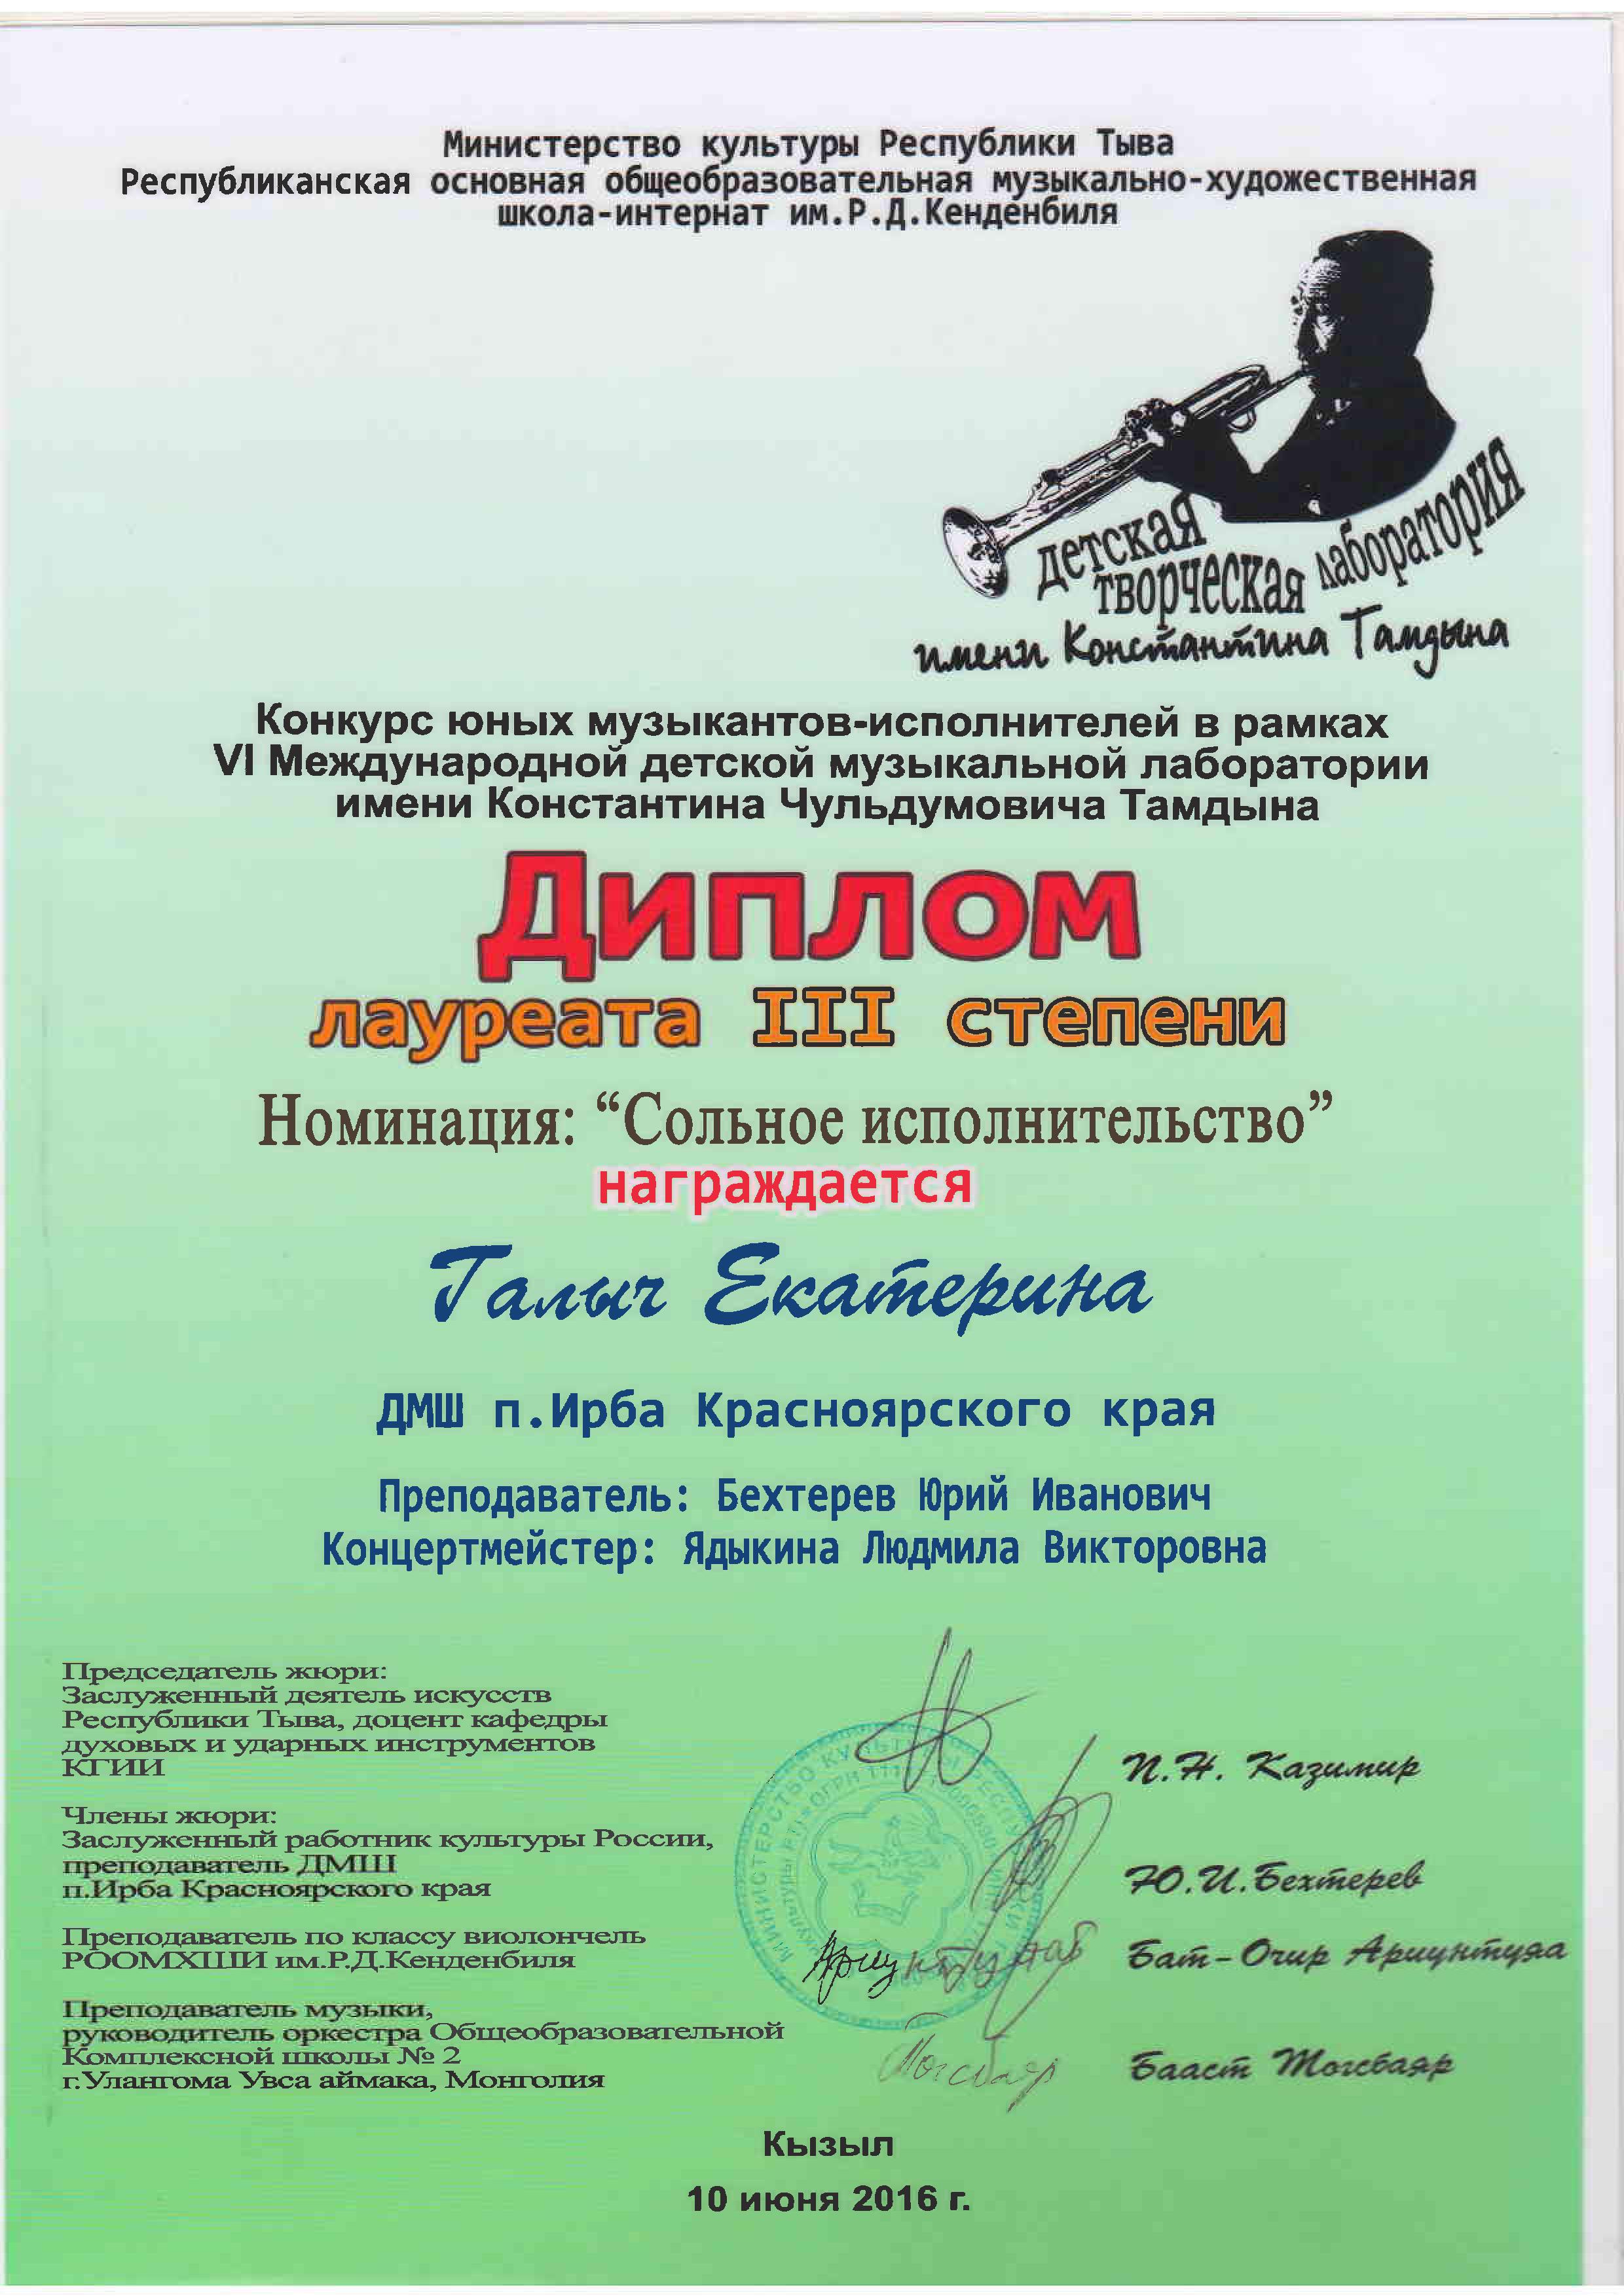 Министерство культуры Республики Тыва
Республиканская основная общеобразовательная музыкально-художественная
школа-интернат им.Р.Д.Кенденбиля
детская
творческая лаборатория
имени Константина Тамдына
Конкурс юных музыкантов-исполнителей в рамках
VI Международной детской музыкальной лаборатории
имени Константина Чульдумовича Тамдына
Диплом
лауреата III степени
Номинация: “Сольное исполнительство”
награждается
Галыч Екатерина
ДМШ п.Ирба Красноярского края
Преподаватель: Бехтерев Юрий Иванович
Концертмейстер: Ядыкина Людмила Викторовна
Председатель жюри:
Заслуженный деятель искусств
Республики Тыва, доцент кафедры
духовых и ударных инструментов
КГИИ
П.Н. Казимир
Члены жюри:
Заслуженный работник культуры России,
преподаватель ДМШ
п.Ирба Красноярского края
Ю.И.Бехтерев
Преподаватель по классу виолончель
РООМХШИ им.Р.Д.Кенденбиля
Бат-Очир Ариунтуяа
Преподаватель музыки,
руководитель оркестра Общеобразовательной
Комплексной школы № 2
г.Улангома Увса аймака, Монголия
Бааст Тогсбаяр
МИНИСТЕРСТВО КУЛЬТУРЫ РЕСПУБЛИКИ
Кызыл
10 июня 2016 г.